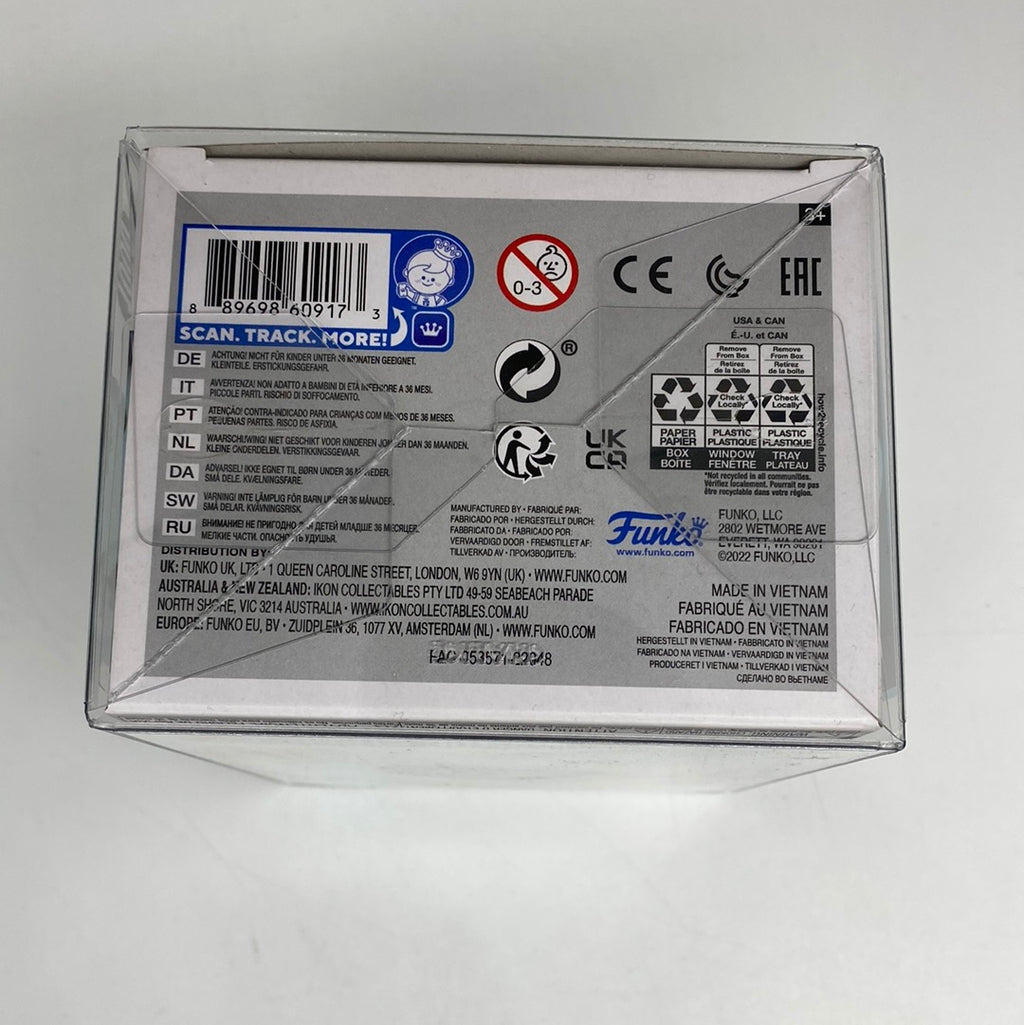 3+
8 89698 60917 3
SCAN. TRACK. MORE!
0-3
CE
EAC
USA & CAN
É.-U. et CAN
Remove From Box
Retirez de la boîte
Remove From Box
Retirez de la boîte
Check Locally*
Check Locally*
PAPER PAPIER
PLASTIC PLASTIQUE
PLASTIC PLASTIQUE
BOX BOÎTE
WINDOW FENÊTRE
TRAY PLATEAU
how2recycle.info
*Not recycled in all communities.
Vérifiez localement. Pourrait ne pas
être recyclable dans votre région.
®
UK
CA
DE ACHTUNG! NICHT FÜR KINDER UNTER 36 MONATEN GEEIGNET.
KLEINTEILE. ERSTICKUNGSGEFAHR.
IT AVVERTENZA! NON ADATTO A BAMBINI DI ETÀ INFERIORE A 36 MESI.
PICCOLE PARTI. RISCHIO DI SOFFOCAMENTO.
PT ATENÇÃO! CONTRA-INDICADO PARA CRIANÇAS COM MENOS DE 36 MESES.
PEQUENAS PARTES. RISCO DE ASFIXIA.
NL WAARSCHUWING! NIET GESCHIKT VOOR KINDEREN JONGER DAN 36 MAANDEN.
KLEINE ONDERDELEN. VERSTIKKINGSGEVAAR.
DA ADVARSEL! IKKE EGNET TIL BØRN UNDER 36 MÅNEDER.
SMÅ DELE. KVÆLNINGSFARE.
SW VARNING! INTE LÄMPLIG FÖR BARN UNDER 36 MÅNADER.
SMÅ DELAR. KVÄVNINGSRISK.
RU ВНИМАНИЕ! НЕ ПРИГОДНО ДЛЯ ДЕТЕЙ МЛАДШЕ 36 МЕСЯЦЕВ.
МЕЛКИЕ ЧАСТИ. ОПАСНОСТЬ УДУШЬЯ.
MANUFACTURED BY • FABRIQUÉ PAR:
FABRICADO POR • HERGESTELLT DURCH:
FABBRICATO DA • FABRICADO POR:
VERVAARDIGD DOOR • FREMSTILLET AF:
TILLVERKAD AV • ПРОИЗВОДИТЕЛЬ:
Funko
www.funko.com
FUNKO, LLC
2802 WETMORE AVE
EVERETT, WA 98201
©2022 FUNKO, LLC
DISTRIBUTION BY:
UK: FUNKO UK, LTD • 1 QUEEN CAROLINE STREET, LONDON, W6 9YN (UK) • WWW.FUNKO.COM
AUSTRALIA & NEW ZEALAND: IKON COLLECTABLES PTY LTD 49-59 SEABEACH PARADE
NORTH SHORE, VIC 3214 AUSTRALIA • WWW.IKONCOLLECTABLES.COM.AU
EUROPE: FUNKO EU, BV • ZUIDPLEIN 36, 1077 XV, AMSTERDAM (NL) • WWW.FUNKO.COM
MADE IN VIETNAM
FABRIQUÉ AU VIETNAM
FABRICADO EN VIETNAM
HERGESTELLT IN VIETNAM • FABBRICATO IN VIETNAM
FABRICADO NA VIETNAM • VERVAARDIGD IN VIETNAM
PRODUCERET I VIETNAM • TILLVERKAD I VIETNAM
СДЕЛАНО ВО ВЬЕТНАМЕ
FAC-053571-22048